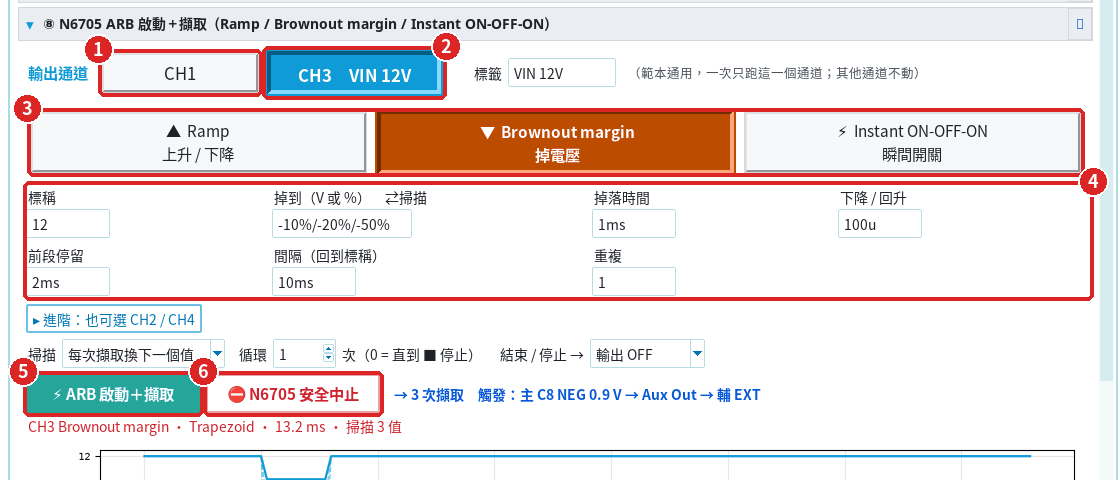 ▼ ⑧ N6705 ARB 啟動＋擷取（Ramp / Brownout margin / Instant ON-OFF-ON）
1 2
輸出通道 CH1 CH3 VIN 12V 標籤 VIN 12V （範本通用，一次只跑這一個通道；其他通道不動）
3
▲ Ramp ▼ Brownout margin ⚡ Instant ON-OFF-ON
上升 / 下降 掉電壓 瞬間開關
4
標稱 掉到（V 或 %） ⇄掃描 掉落時間 下降 / 回升
12 -10%/-20%/-50% 1ms 100u
前段停留 間隔（回到標稱） 重複
2ms 10ms 1
▸ 進階：也可選 CH2 / CH4
掃描 每次擷取換下一個值 循環 1 次（0 = 直到 ■ 停止） 結束 / 停止 → 輸出 OFF
5 6
⚡ ARB 啟動＋擷取 ⛔ N6705 安全中止 → 3 次擷取 觸發：主 C8 NEG 0.9 V → Aux Out → 輔 EXT
CH3 Brownout margin ・ Trapezoid ・ 13.2 ms ・ 掃描 3 值
12